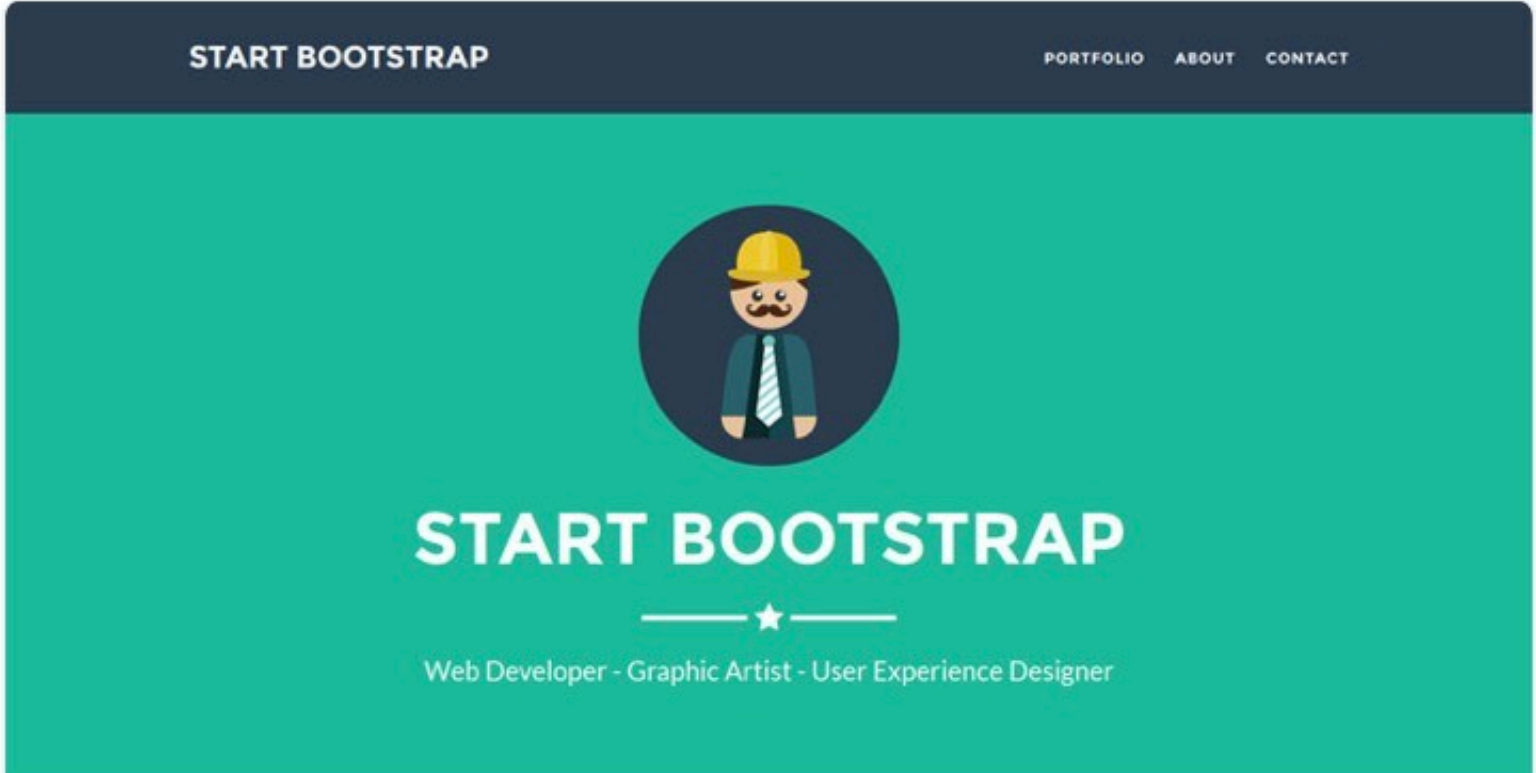 START BOOTSTRAP
PORTFOLIO ABOUT CONTACT
START BOOTSTRAP
Web Developer - Graphic Artist - User Experience Designer